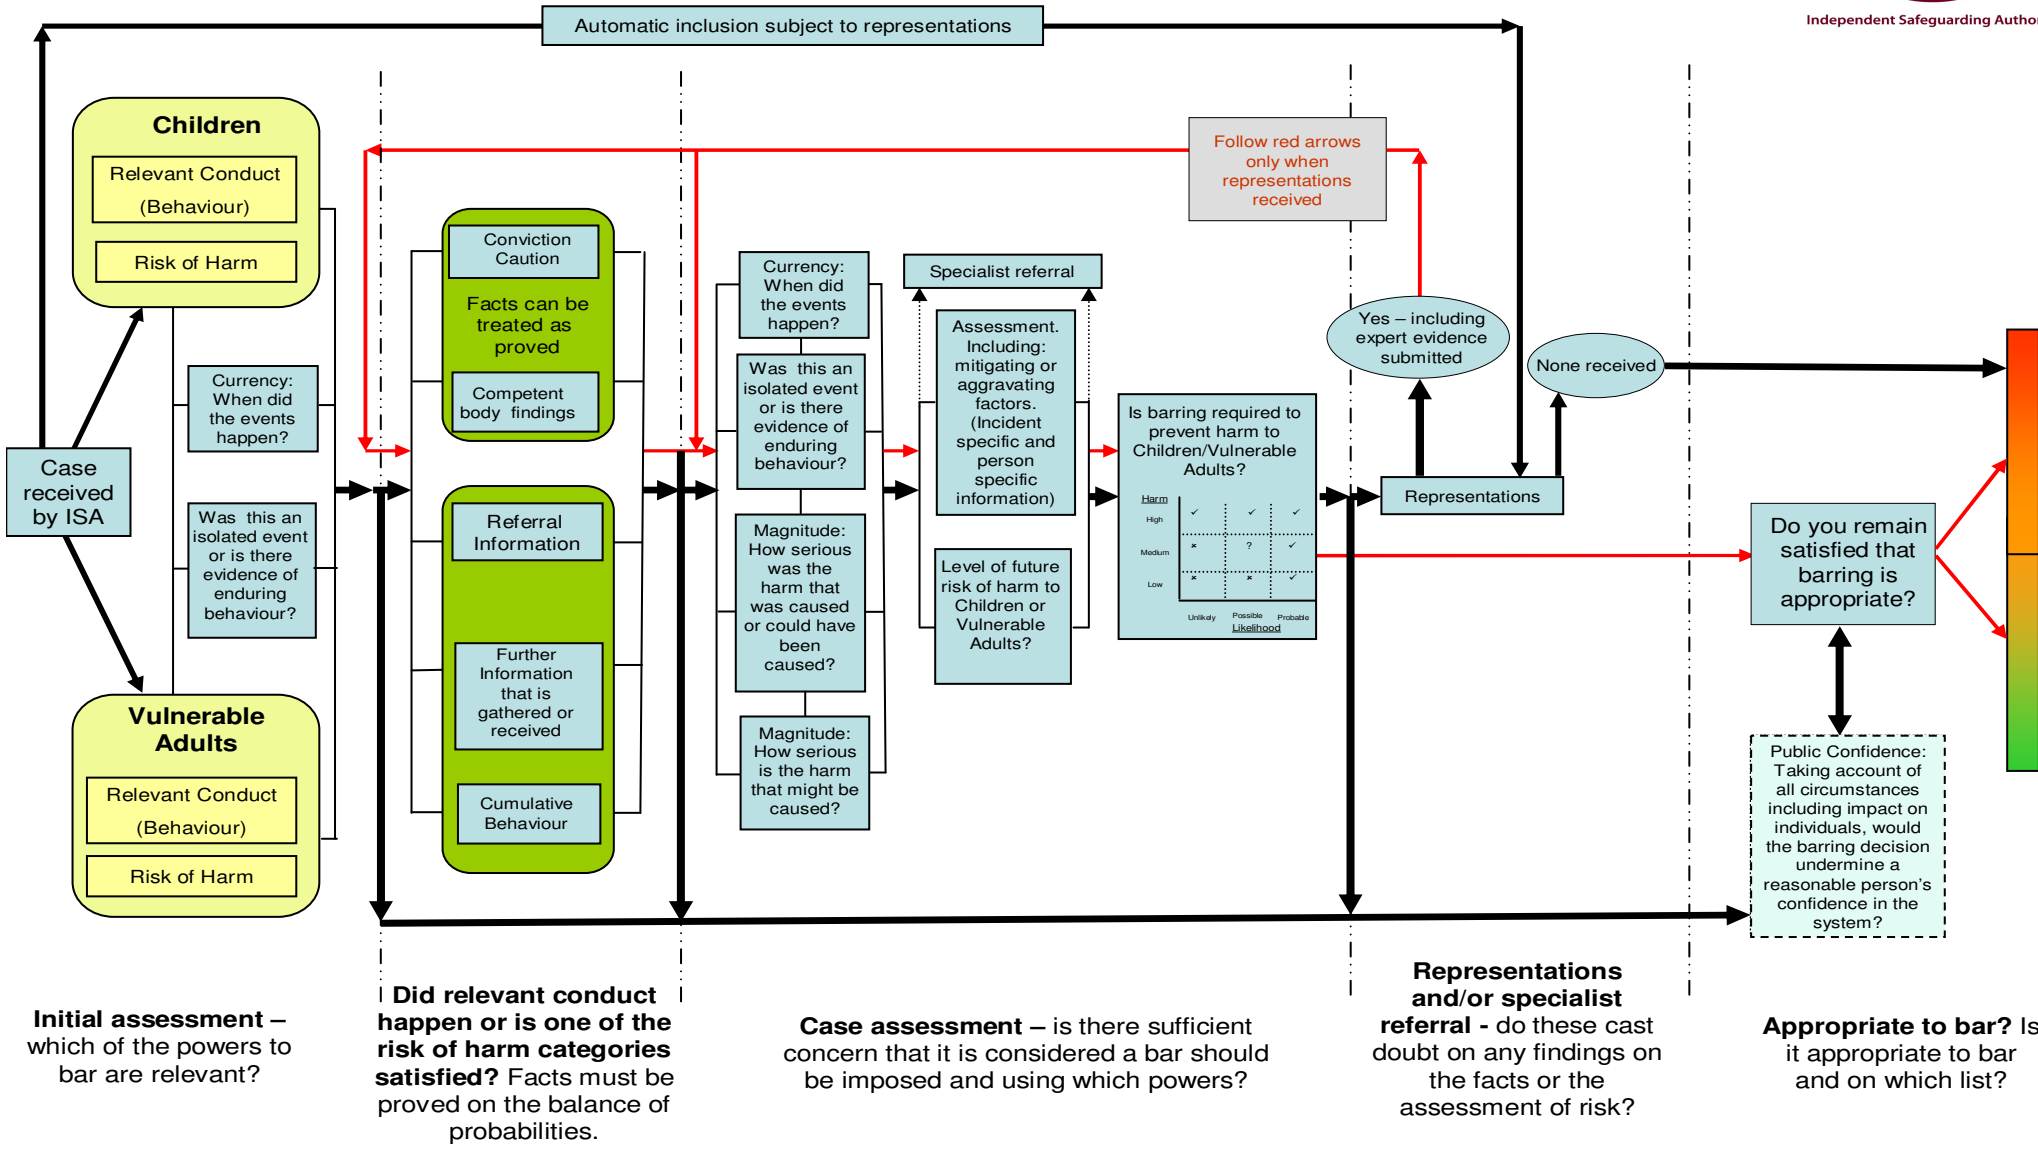 Automatic inclusion subject to representations
Independent Safeguarding
Children
Relevant Conduct
(Behaviour)
Risk of Harm
Currency:
When did
the events
happen?
Case
received
by ISA
Was this an
isolated event
or is there
evidence of
enduring
behaviour?
Vulnerable
Adults
Relevant Conduct
(Behaviour)
Risk of Harm
Conviction
Caution
Facts can be
treated as
proved
Competent
body findings
Referral
Information
Further
Information
that is
gathered or
received
Cumulative
Behaviour
Currency:
When did
the events
happen?
Was this an
isolated event
or is there
evidence of
enduring
behaviour?
Magnitude:
How serious
was the
harm that
was caused
or could have
been
caused?
Magnitude:
How serious
is the harm
that might be
caused?
Specialist referral
Assessment.
Including:
mitigating or
aggravating
factors.
(Incident
specific and
person
specific
information)
Level of future
risk of harm to
Children or
Vulnerable
Adults?
Follow red arrows
only when
representations
received
Is barring required to
prevent harm to
Children/Vulnerable
Adults?
Harm
High
✓ ✓ ✓
Medium
× ? ✓
Low
× × ✓
Unlikely Possible Probable
Likelihood
Yes – including
expert evidence
submitted
None received
Representations
Do you remain
satisfied that
barring is
appropriate?
Public Confidence:
Taking account of
all circumstances
including impact on
individuals, would
the barring decision
undermine a
reasonable person's
confidence in the
system?
Initial assessment –
which of the powers to
bar are relevant?
Did relevant conduct
happen or is one of the
risk of harm categories
satisfied? Facts must be
proved on the balance of
probabilities.
Case assessment – is there sufficient
concern that it is considered a bar should
be imposed and using which powers?
Representations
and/or specialist
referral - do these cast
doubt on any findings on
the facts or the
assessment of risk?
Appropriate to bar? Is
it appropriate to bar
and on which list?